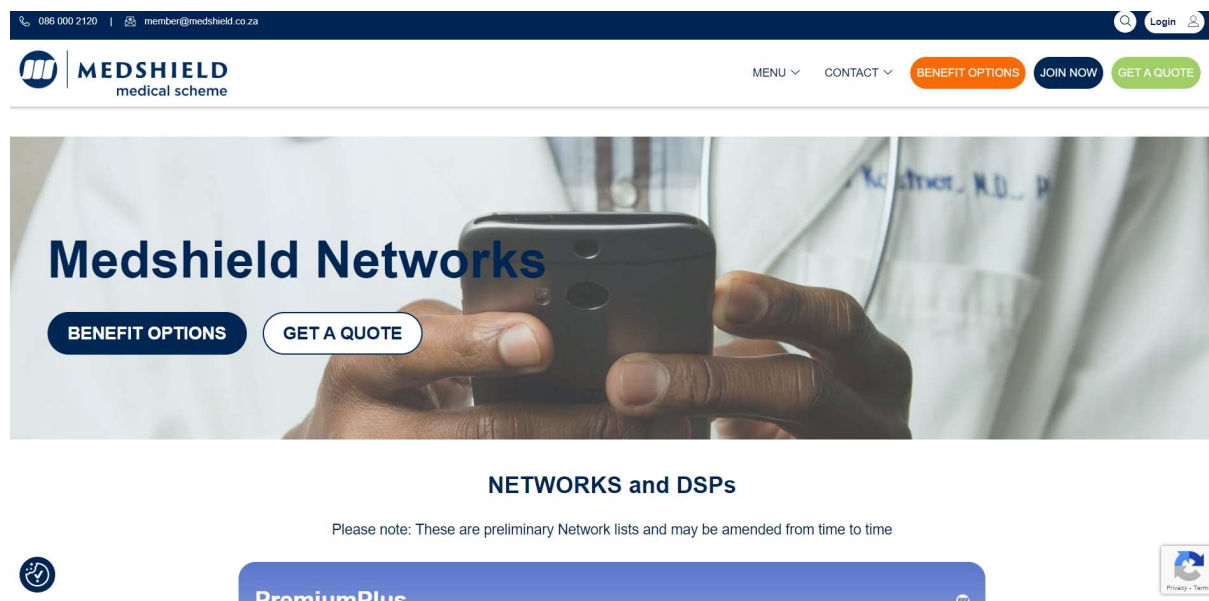 086 000 2120 | member@medshield.co.za
Login
MEDSHIELD
medical scheme
MENU
CONTACT
BENEFIT OPTIONS
JOIN NOW
GET A QUOTE
N.D.
Medshield Networks
BENEFIT OPTIONS
GET A QUOTE
NETWORKS and DSPs
Please note: These are preliminary Network lists and may be amended from time to time
PremiumPlus
Privacy - Term